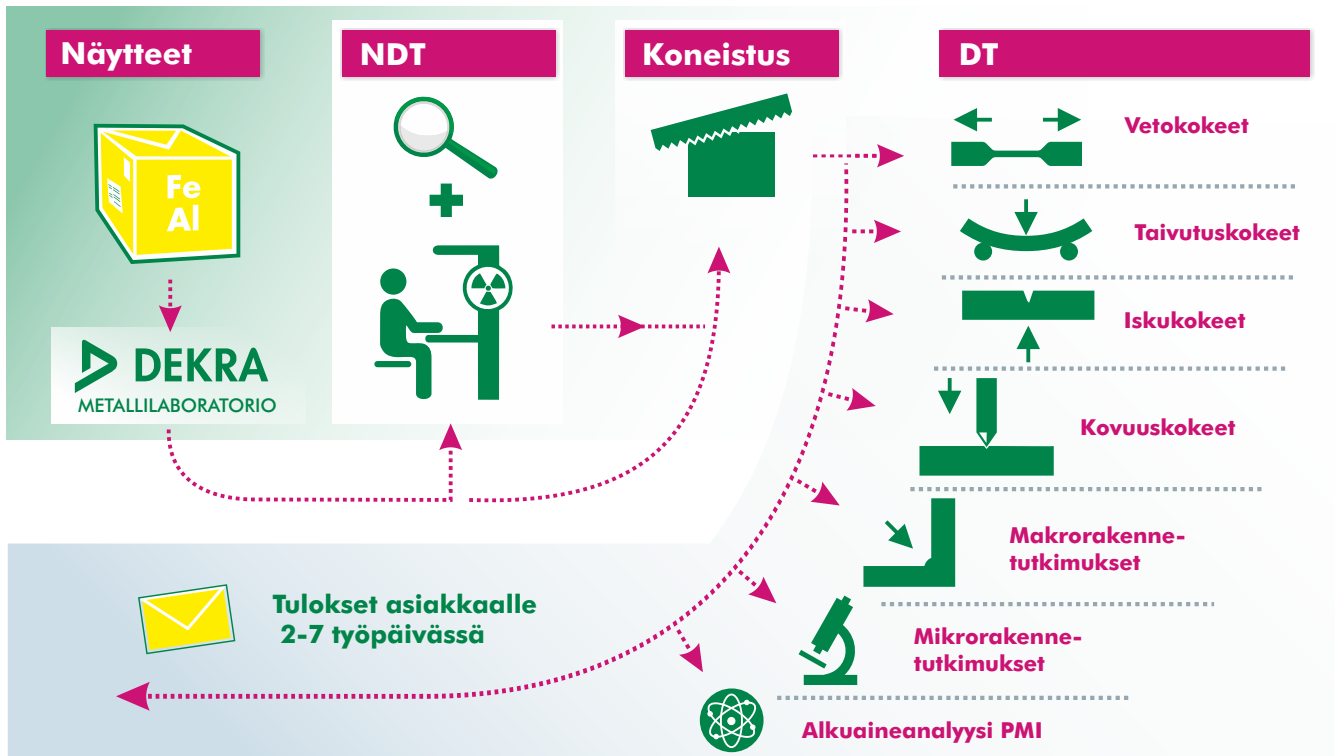 Näytteet
NDT
Koneistus
DT
Fe
Al
DEKRA
METALLILABORATORIO
Vetokokeet
Taivutuskokeet
Iskukokeet
Kovuuskokeet
Makrorakenne-
tutkimukset
Mikrorakenne-
tutkimukset
Alkuaineanalyysi PMI
Tulokset asiakkaalle
2-7 työpäivässä